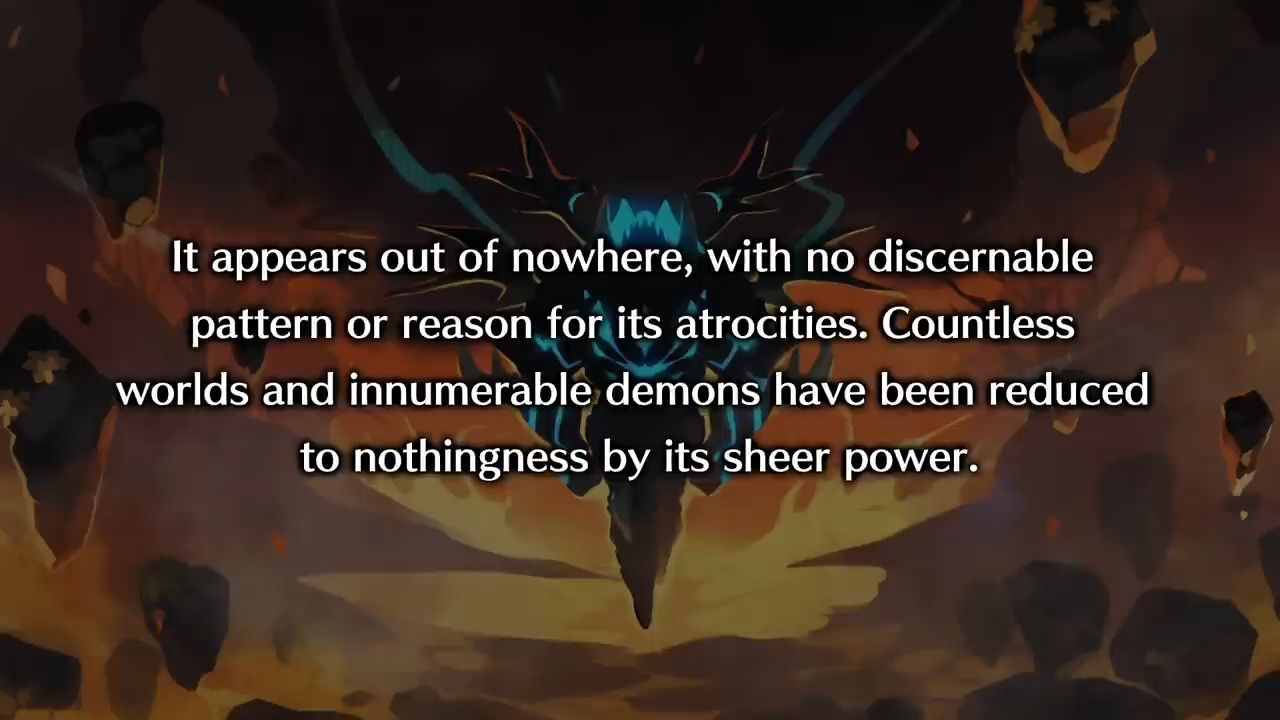 It appears out of nowhere, with no discernable
pattern or reason for its atrocities. Countless
worlds and innumerable demons have been reduced
to nothingness by its sheer power.